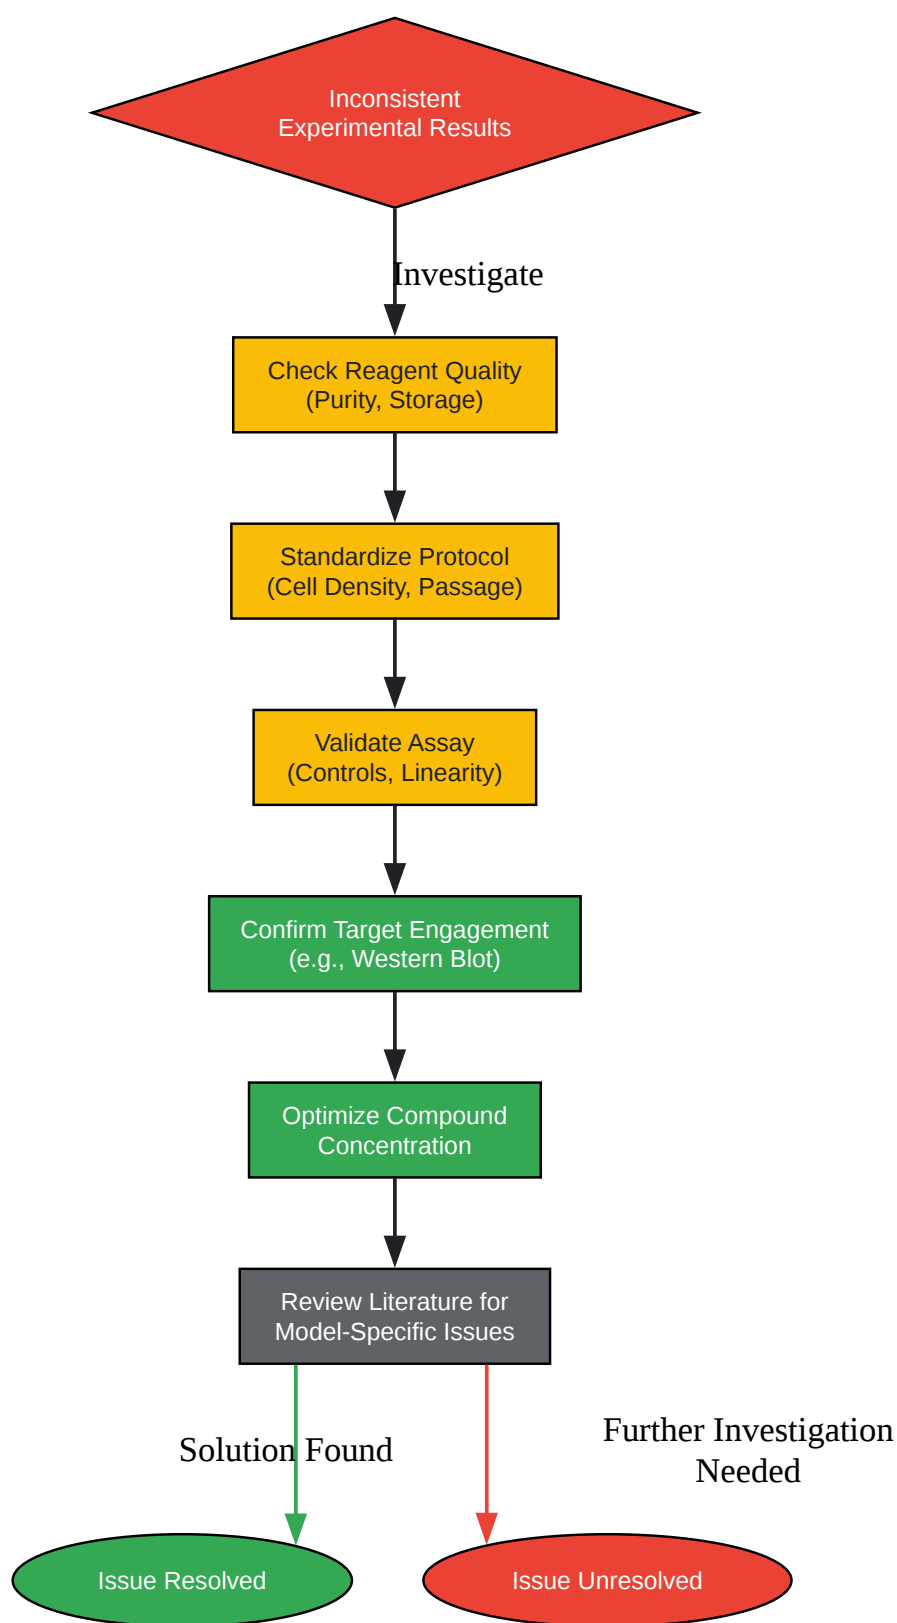 Inconsistent
Experimental Results
Investigate
Check Reagent Quality
(Purity, Storage)
Standardize Protocol
(Cell Density, Passage)
Validate Assay
(Controls, Linearity)
Confirm Target Engagement
(e.g., Western Blot)
Optimize Compound
Concentration
Review Literature for
Model-Specific Issues
Solution Found
Further Investigation
Needed
Issue Resolved
Issue Unresolved